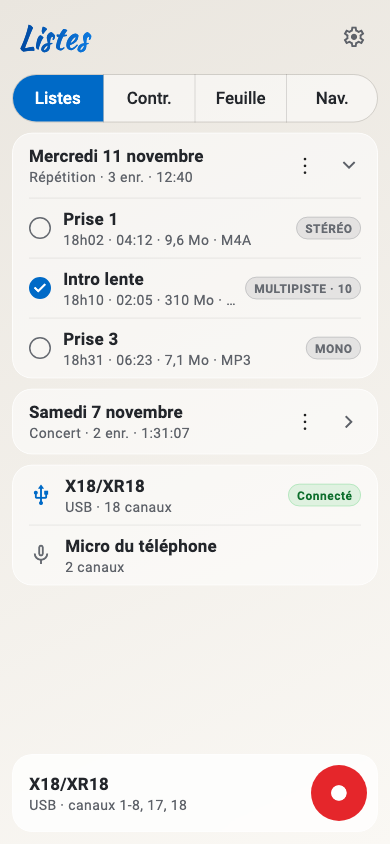 Listes
Listes
Contr.
Feuille
Nav.
Mercredi 11 novembre
Répétition · 3 enr. · 12:40
Prise 1
18h02 · 04:12 · 9,6 Mo · M4A
STÉRÉO
Intro lente
18h10 · 02:05 · 310 Mo · …
MULTIPISTE · 10
Prise 3
18h31 · 06:23 · 7,1 Mo · MP3
MONO
Samedi 7 novembre
Concert · 2 enr. · 1:31:07
X18/XR18
USB · 18 canaux
Connecté
Micro du téléphone
2 canaux
X18/XR18
USB · canaux 1-8, 17, 18